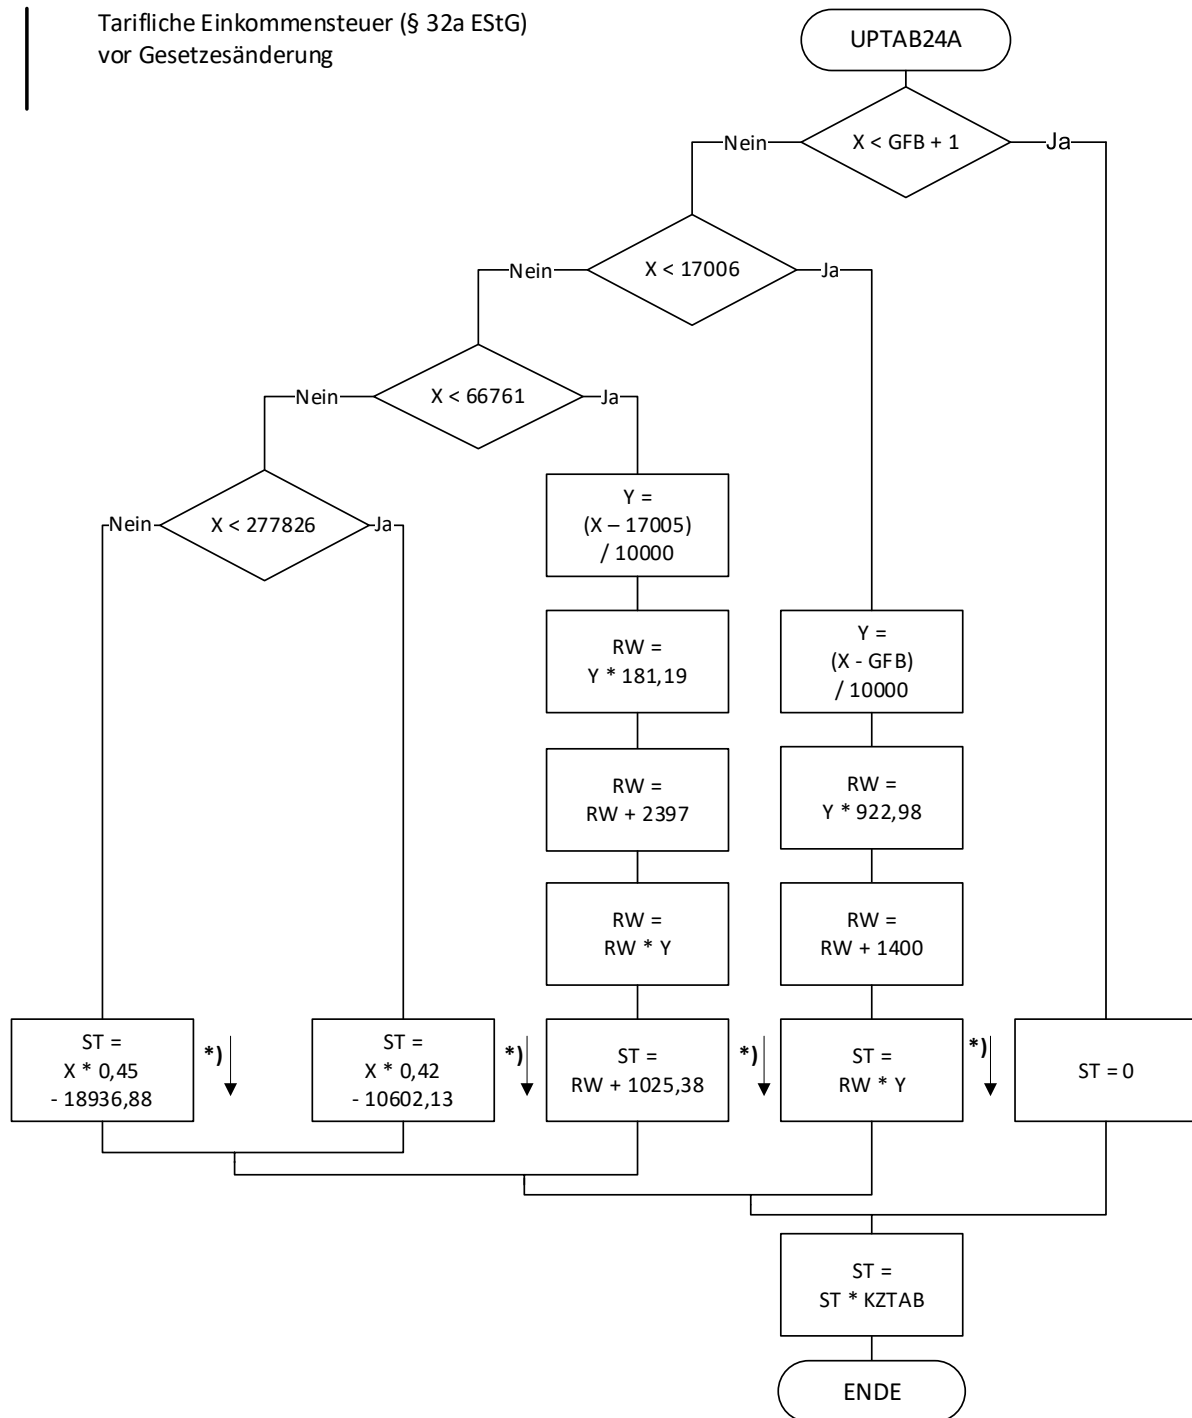 Tarifliche Einkommensteuer (§ 32a EStG)
vor Gesetzesänderung
UPTAB24A
X < GFB + 1
Nein
Ja
X < 17006
Nein
Ja
X < 66761
Nein
Ja
X < 277826
Nein
Ja
Y =
(X – 17005)
/ 10000
RW =
Y * 181,19
RW =
RW + 2397
RW =
RW * Y
Y =
(X - GFB)
/ 10000
RW =
Y * 922,98
RW =
RW + 1400
ST =
X * 0,45
- 18936,88
*)
ST =
X * 0,42
- 10602,13
*)
ST =
RW + 1025,38
*)
ST =
RW * Y
*)
ST = 0
ST =
ST * KZTAB
ENDE